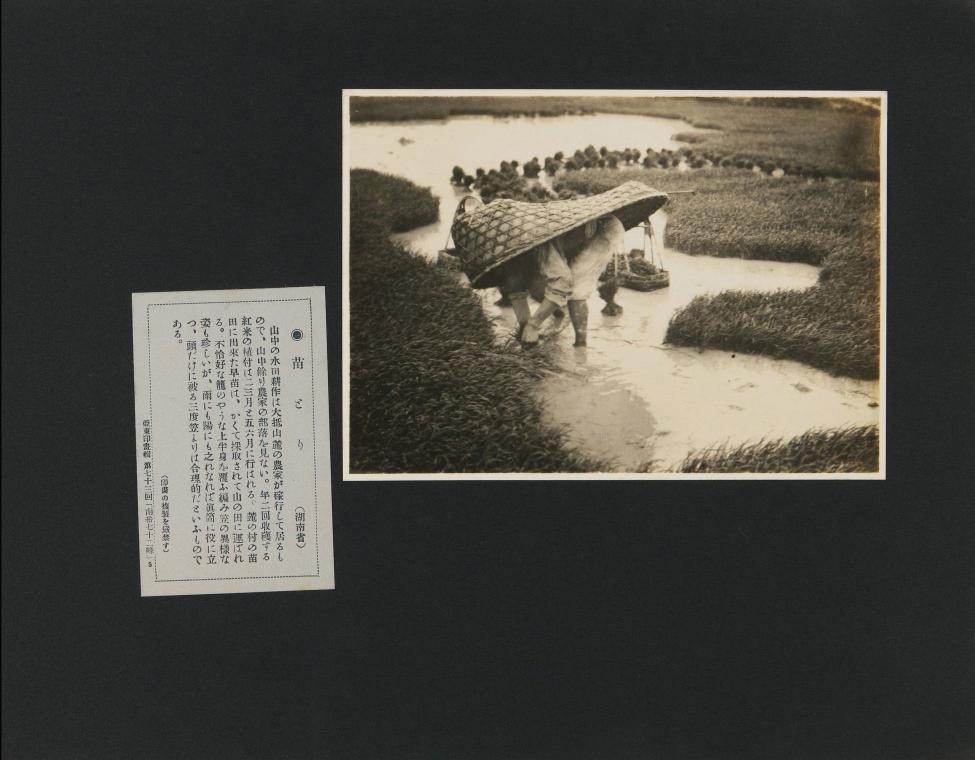 ◉苗とり（湖南省）
山中の水田耕作は大抵山麓の農家が稼行して居るも
ので、山中餘り農家の部落を見ない。年二回收穫する
紅米の植付は二三月と五六月に行はれる。麓の村の苗
田に出來た早苗は、かくて採取されて山の田に運ばれ
る。不恰好な籠のやうな上半身を覆ふ編み笠の異様な
姿も珍しいが、雨にも陽にも之れなれば眞箇に役に立
つ、頭だけに被る三度笠よりは合理的だといふもので
ある。
（印畫の複製を嚴禁す）
亞東印畫輯 第七十三回「南岳七十二峰」5